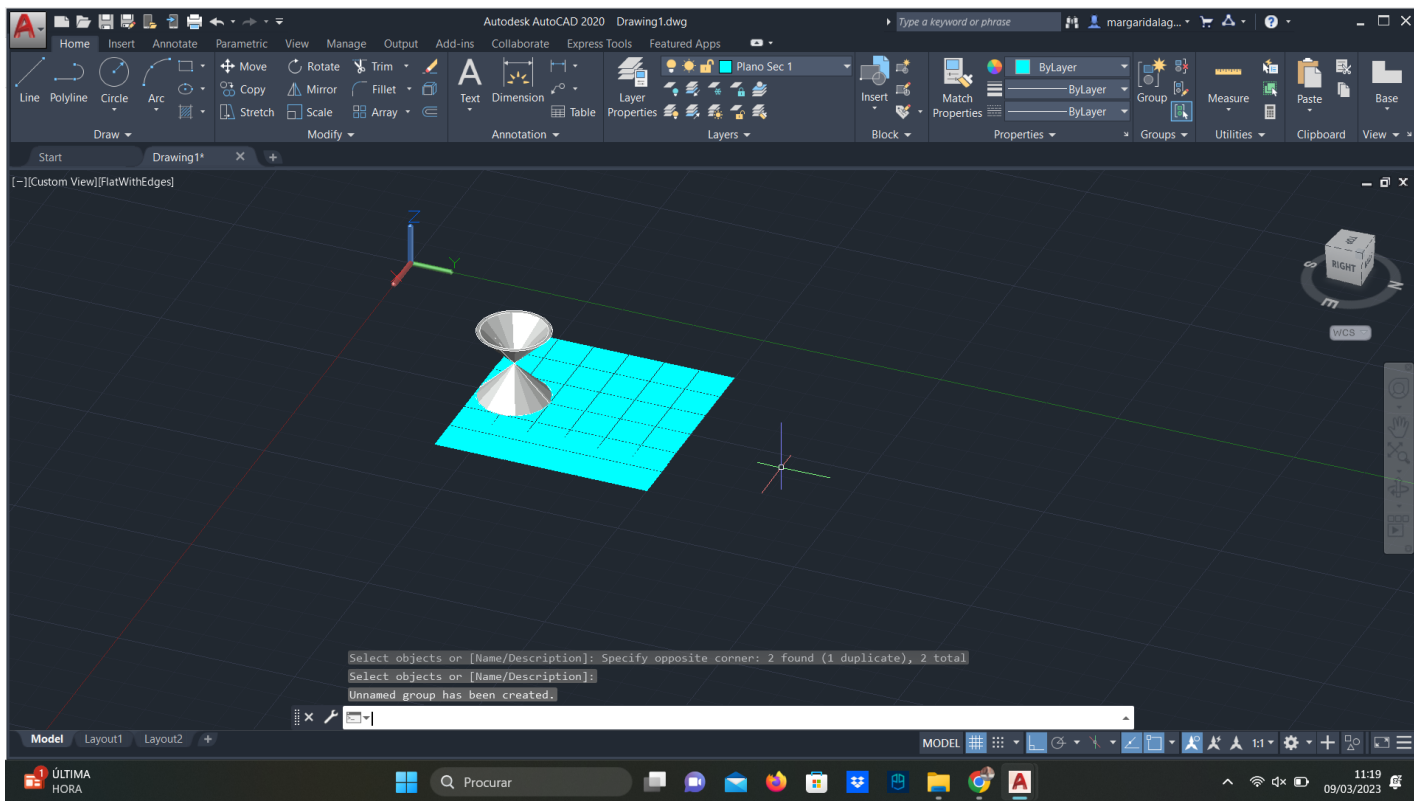 Autodesk AutoCAD 2020 Drawing1.dwg
Type a keyword or phrase
margaridalag...
Home Insert Annotate Parametric View Manage Output Add-ins Collaborate Express Tools Featured Apps
Move Rotate Trim Plano Sec 1 ByLayer
Line Polyline Circle Arc Copy Mirror Fillet Text Dimension Layer Properties Insert Match Properties ByLayer Group Measure Paste Base
Stretch Scale Array Table ByLayer
Draw Modify Annotation Layers Block Properties Groups Utilities Clipboard View
Start Drawing1* +
[−][Custom View][FlatWithEdges]
Z
Y
X
RIGHT
TOP
S
N
E
WCS
Select objects or [Name/Description]: Specify opposite corner: 2 found (1 duplicate), 2 total
Select objects or [Name/Description]:
Unnamed group has been created.
Model Layout1 Layout2 +
MODEL 1:1
1
ÚLTIMA
HORA
Procurar
11:19
09/03/2023